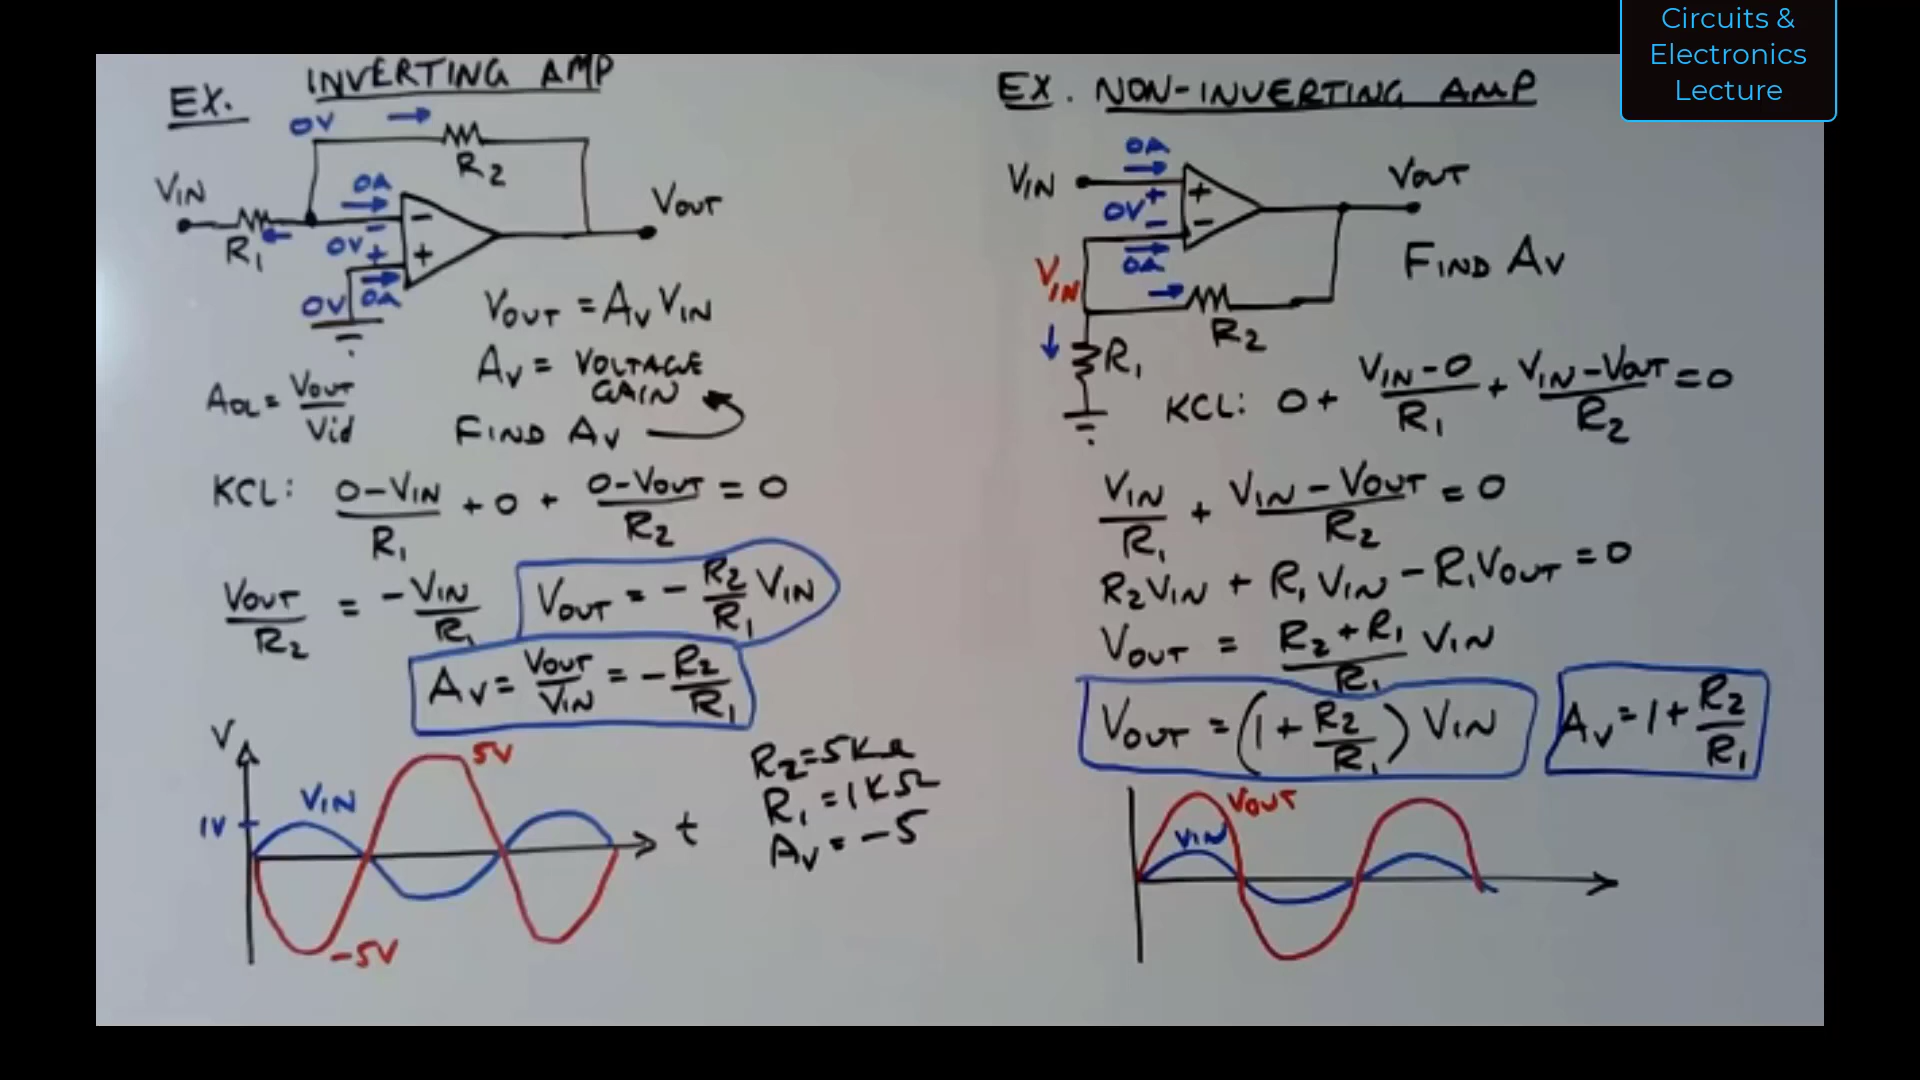 Circuits &
Electronics
Lecture
EX. INVERTING AMP
0V
R2
VIN
0A
VOUT
R1
-
0V
-
+
+
0V
0A
VOUT = AV VIN
AV = VOLTAGE
GAIN
AOL = VOUT/Vid
FIND AV
KCL: (0-VIN)/R1 + 0 + (0-VOUT)/R2 = 0
VOUT/R2 = -VIN/R1
VOUT = -R2/R1 VIN
AV = VOUT/VIN = -R2/R1
V
5V
VIN
1V
t
-5V
R2=5KΩ
R1=1KΩ
AV=-5
EX. NON-INVERTING AMP
0A
VIN
+
VOUT
0V
+
-
-
0A
FIND AV
VIN
R2
R1
KCL: 0 + (VIN-0)/R1 + (VIN-VOUT)/R2 = 0
VIN/R1 + (VIN-VOUT)/R2 = 0
R2VIN + R1VIN - R1VOUT = 0
VOUT = (R2+R1)/R1 VIN
VOUT = (1+R2/R1) VIN
AV = 1+R2/R1
VOUT
VIN